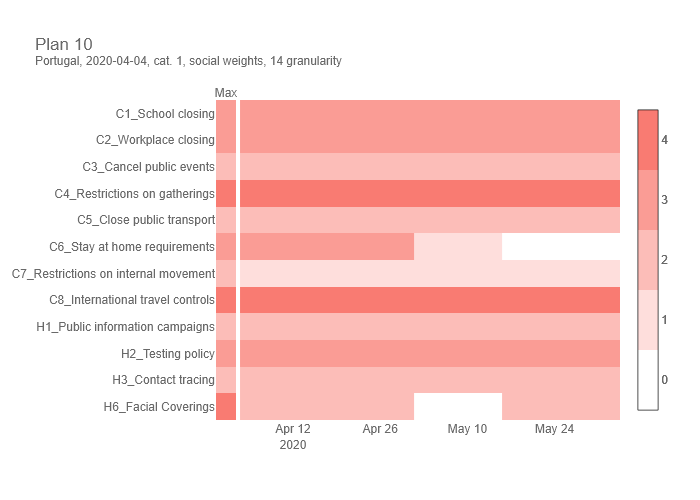 Plan 10
Portugal, 2020-04-04, cat. 1, social weights, 14 granularity
Max
C1_School closing
C2_Workplace closing
C3_Cancel public events
C4_Restrictions on gatherings
C5_Close public transport
C6_Stay at home requirements
C7_Restrictions on internal movement
C8_International travel controls
H1_Public information campaigns
H2_Testing policy
H3_Contact tracing
H6_Facial Coverings
Apr 12 Apr 26 May 10 May 24
2020
4
3
2
1
0